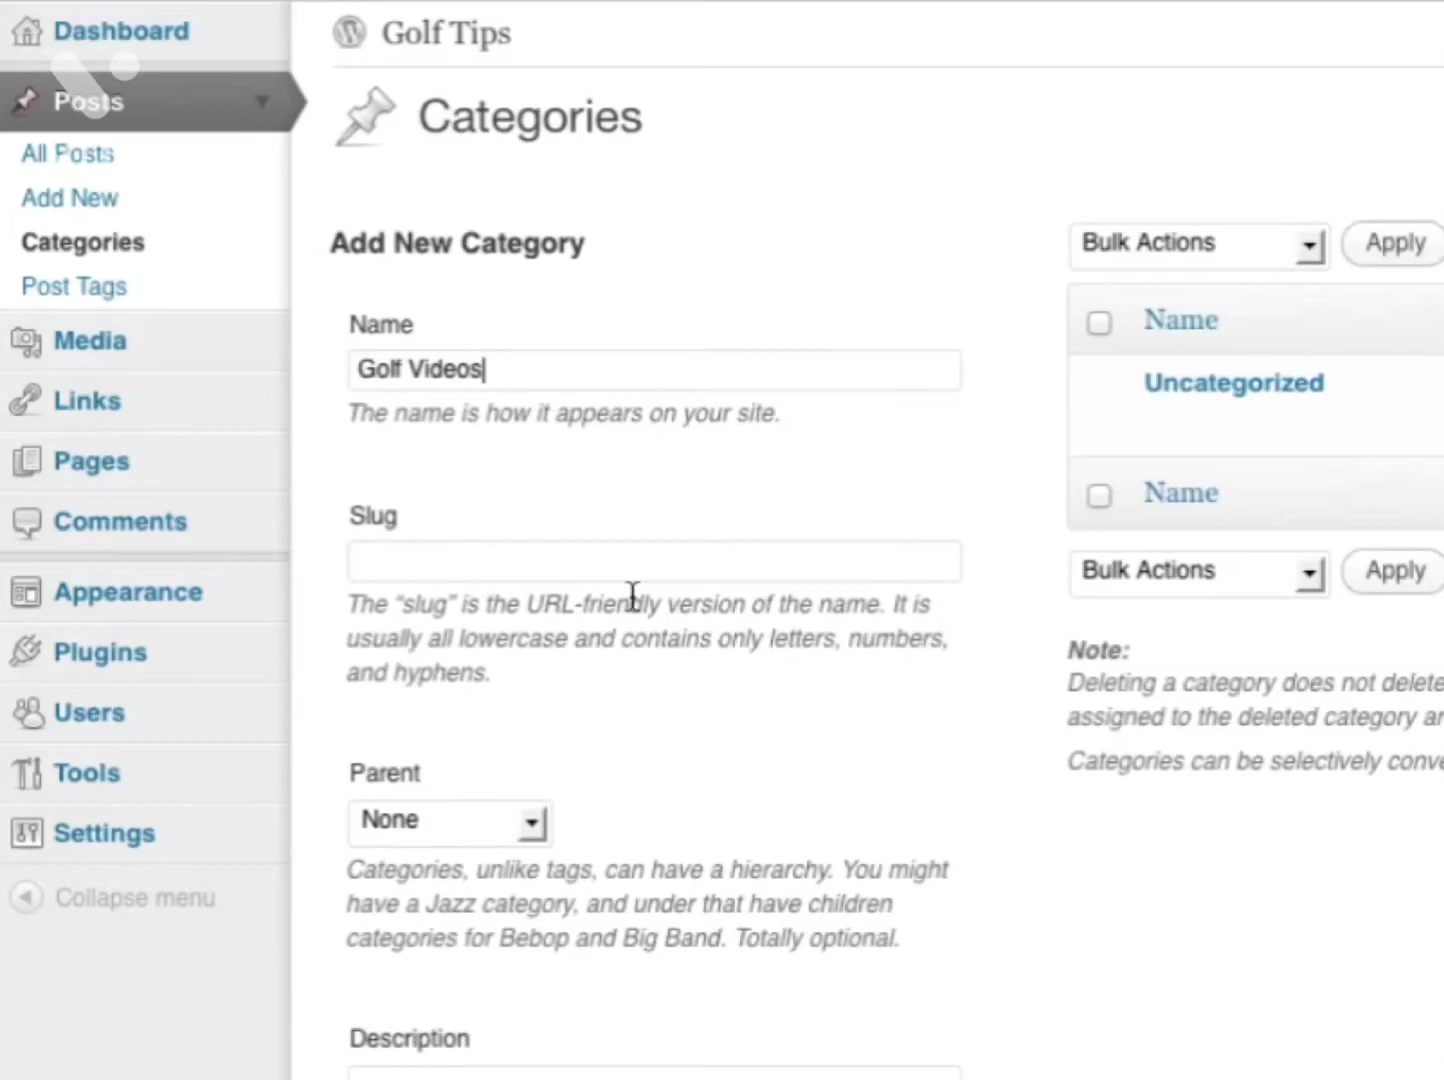 Dashboard
Posts
All Posts
Add New
Categories
Post Tags
Media
Links
Pages
Comments
Appearance
Plugins
Users
Tools
Settings
Collapse menu
Golf Tips
Categories
Add New Category
Name
Golf Videos
The name is how it appears on your site.
Slug
The “slug” is the URL-friendly version of the name. It is
usually all lowercase and contains only letters, numbers,
and hyphens.
Parent
None
Categories, unlike tags, can have a hierarchy. You might
have a Jazz category, and under that have children
categories for Bebop and Big Band. Totally optional.
Description
Bulk Actions
Apply
Name
Uncategorized
Name
Bulk Actions
Apply
Note:
Deleting a category does not delete
assigned to the deleted category ar
Categories can be selectively conve